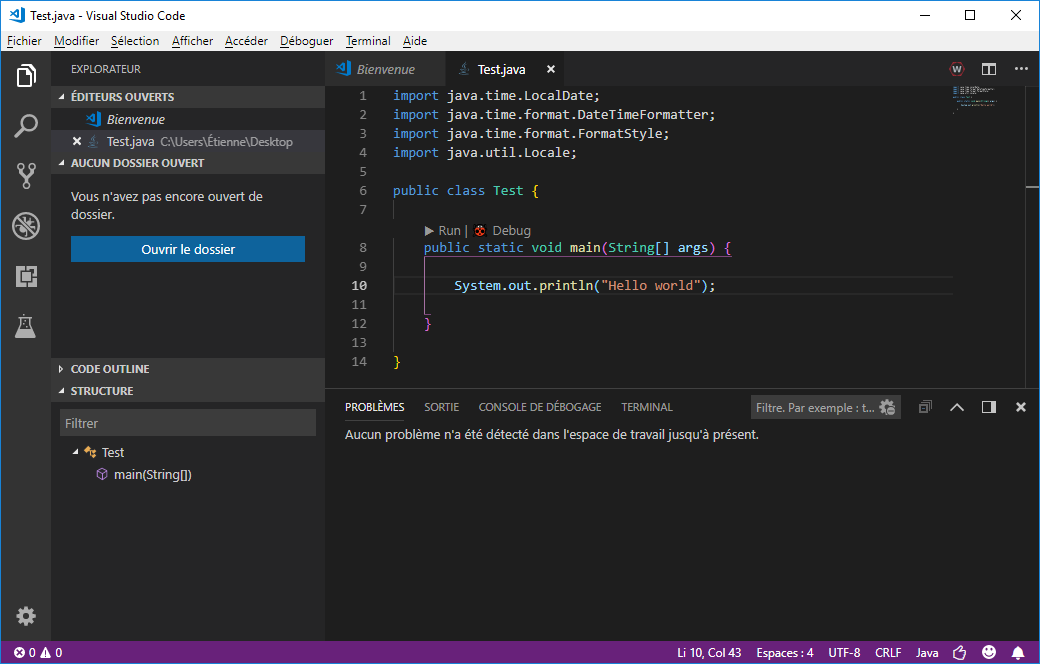 Test.java - Visual Studio Code
Fichier Modifier Sélection Afficher Accéder Déboguer Terminal Aide
EXPLORATEUR
ÉDITEURS OUVERTS
Bienvenue
Test.java C:\Users\Étienne\Desktop
AUCUN DOSSIER OUVERT
Vous n'avez pas encore ouvert de
dossier.
Ouvrir le dossier
CODE OUTLINE
STRUCTURE
Filtrer
Test
main(String[])
Bienvenue Test.java
W
1 import java.time.LocalDate;
2 import java.time.format.DateTimeFormatter;
3 import java.time.format.FormatStyle;
4 import java.util.Locale;
5
6 public class Test {
7
Run | Debug
8 public static void main(String[] args) {
9
10 System.out.println("Hello world");
11
12 }
13
14 }
PROBLÈMES SORTIE CONSOLE DE DÉBOGAGE TERMINAL Filtre. Par exemple : t...
Aucun problème n'a été détecté dans l'espace de travail jusqu'à présent.
0 0 Li 10, Col 43 Espaces : 4 UTF-8 CRLF Java